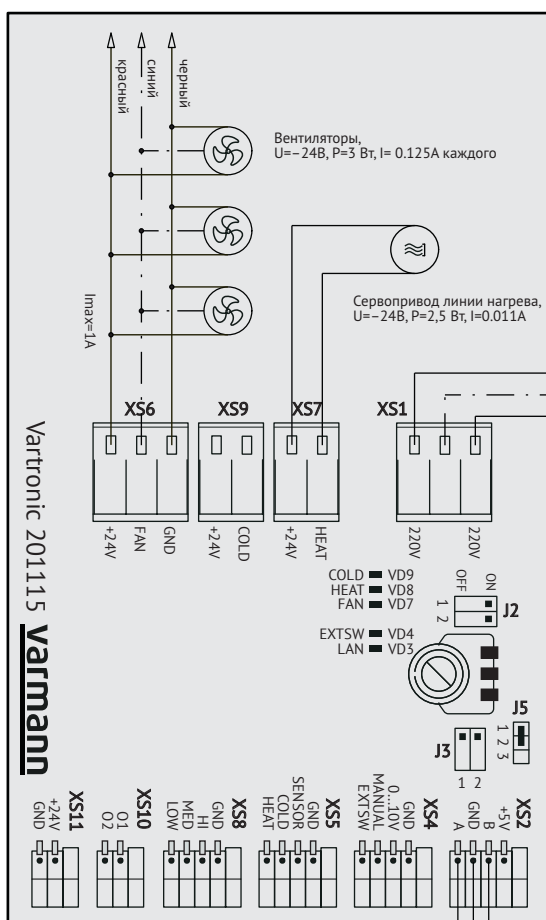 красный
синий
черный
Вентиляторы,
U=−24В, P=3 Вт, I= 0.125А каждого
Imax=1A
Сервопривод линии нагрева,
U=−24В, P=2,5 Вт, I=0.011А
XS6
XS9
XS7
XS1
+24V
FAN
GND
+24V
COLD
+24V
HEAT
220V
220V
Vartronic 201115
varmann
COLD VD9
HEAT VD8
FAN VD7
EXTSW VD4
LAN VD3
OFF
ON
1
2
J2
J5
1
2
3
J3
1 2
XS11
+24V
GND
XS10
O1
O2
XS8
GND
HI
MED
LOW
XS5
GND
SENSOR
COLD
HEAT
XS4
GND
0...10V
MANUAL
EXTSW
XS2
+5V
B
GND
A